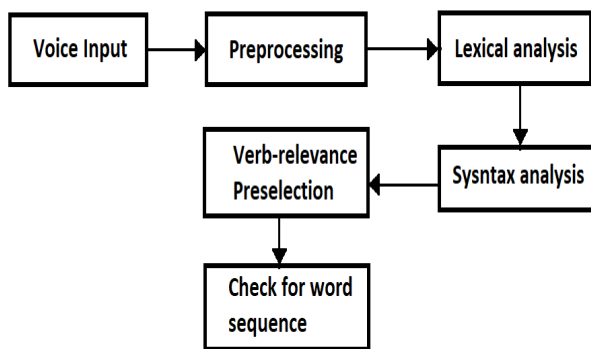 Voice Input
Preprocessing
Lexical analysis
Sysntax analysis
Verb-relevance
Preselection
Check for word
sequence